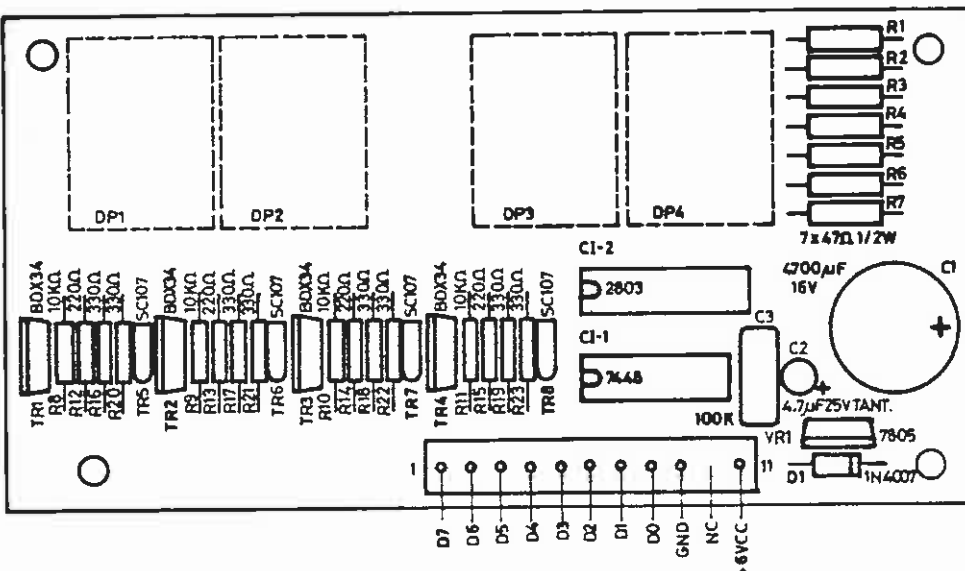 R1
R2
R3
R4
R5
R6
R7
7x47Ω 1/2W
DP1
DP2
DP3
DP4
CI-2
2803
CI-1
7448
4700µF
16V
C1
C3
C2
4.7µF25V TANT.
100K
VR1
7805
D1
1N4007
BDX34
10KΩ
220Ω
330Ω
330Ω
SC107
BDX34
10KΩ
220Ω
330Ω
330Ω
SC107
BDX34
10KΩ
220Ω
330Ω
330Ω
SC107
BDX34
10KΩ
220Ω
330Ω
330Ω
SC107
TR1
R8
R12
R16
R20
TR5
TR2
R9
R13
R17
R21
TR6
TR3
R10
R14
R18
R22
TR7
TR4
R11
R15
R19
R23
TR8
1
11
D7
D6
D5
D4
D3
D2
D1
D0
GND
NC
+6VCC